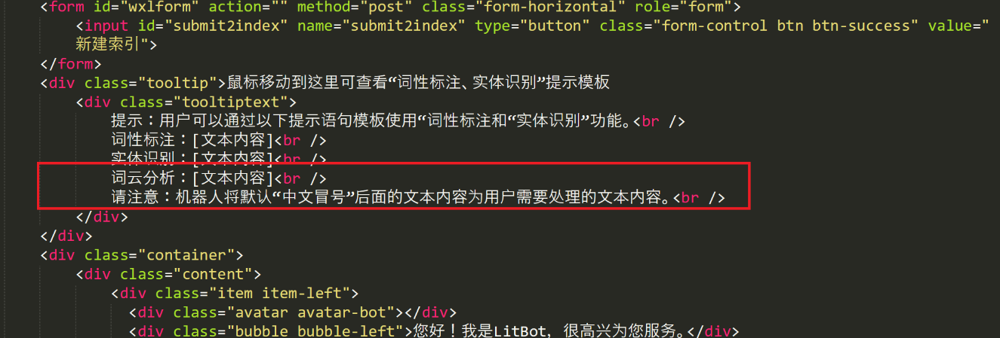 <form id="wxlform" action="" method="post" class="form-horizontal" role="form">
<input id="submit2index" name="submit2index" type="button" class="form-control btn btn-success" value="
新建索引">
</form>
<div class="tooltip">鼠标移动到这里可查看“词性标注、实体识别”提示模板
<div class="tooltiptext">
提示：用户可以通过以下提示语句模板使用“词性标注和“实体识别”功能。<br />
词性标注：[文本内容]<br />
实体识别：[文本内容]<br />
词云分析：[文本内容]<br />
请注意：机器人将默认“中文冒号”后面的文本内容为用户需要处理的文本内容。<br />
</div>
</div>
<div class="container">
<div class="content">
<div class="item item-left">
<div class="avatar avatar-bot"></div>
<div class="bubble bubble-left">您好！我是LitBot，很高兴为您服务。</div>